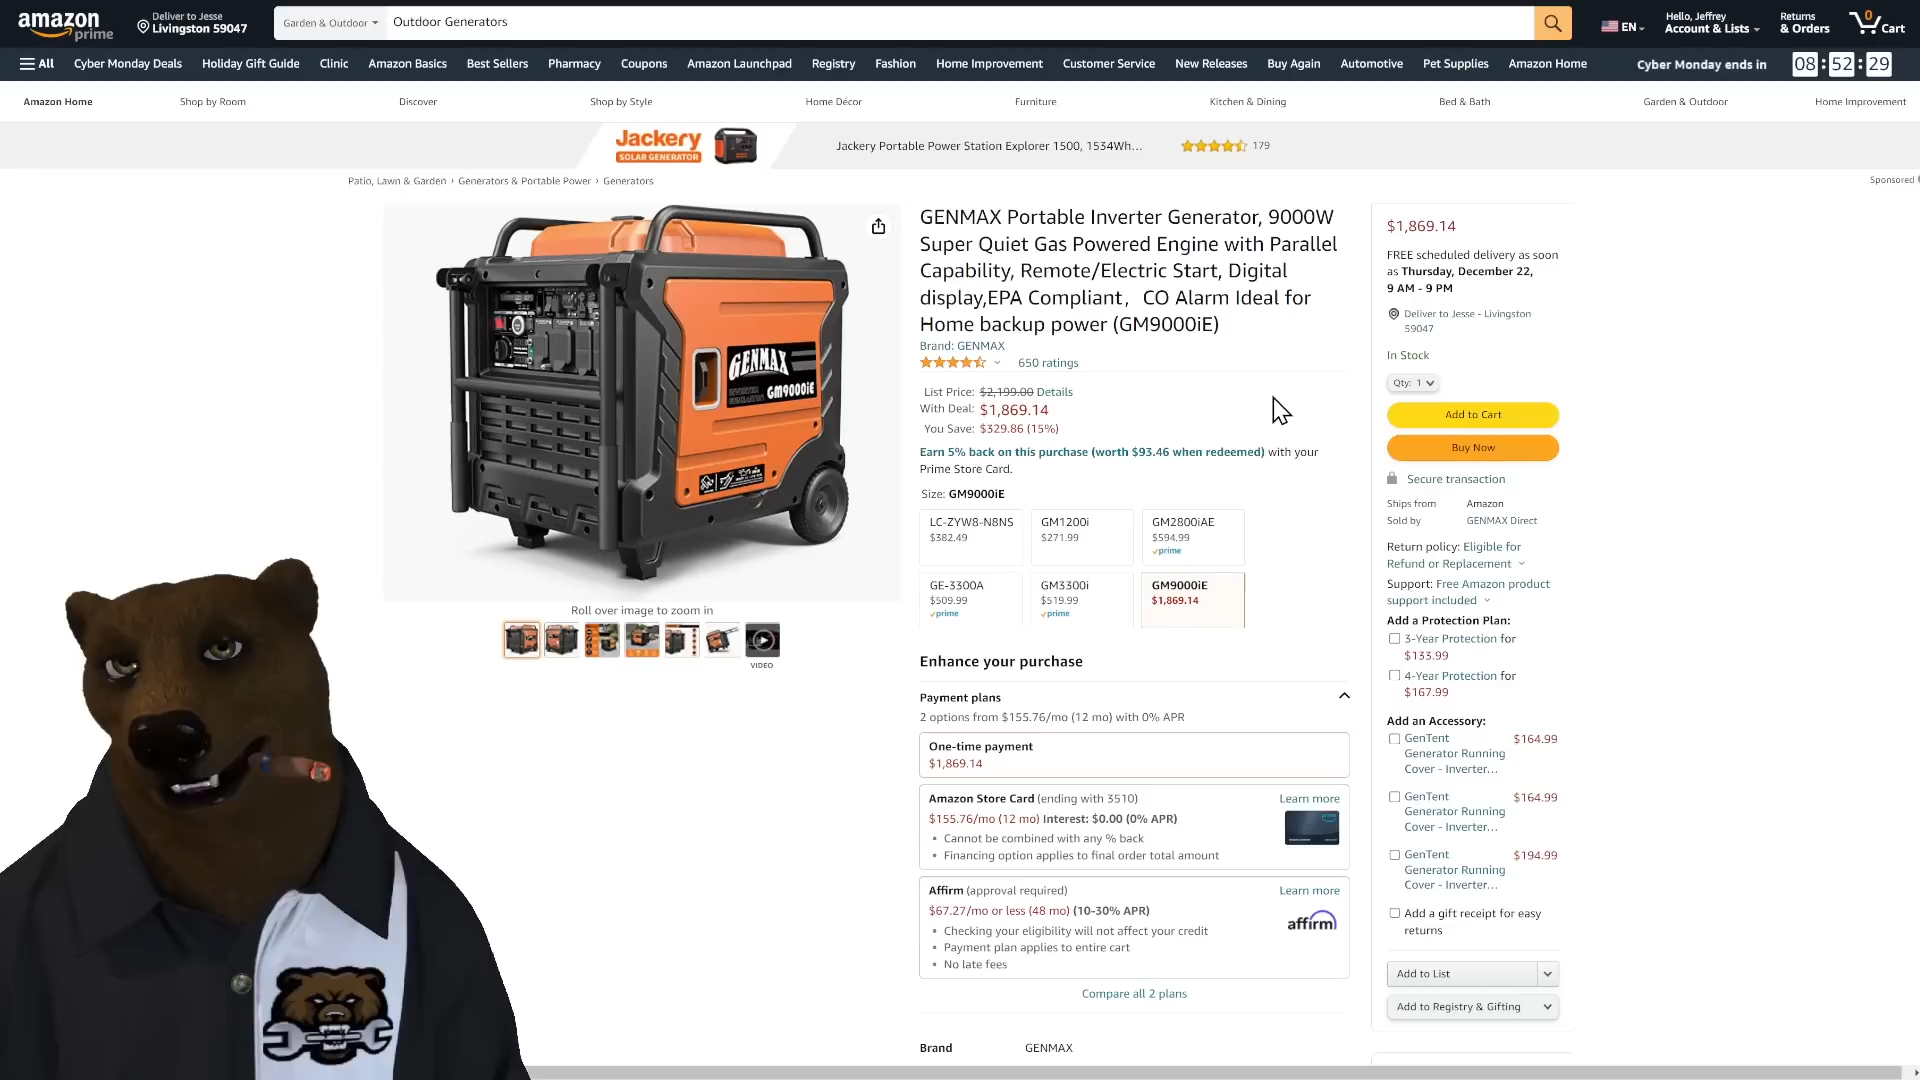 amazon prime
Deliver to Jesse
Livingston 59047
Garden & Outdoor
Outdoor Generators
EN
Hello, Jeffrey
Account & Lists
Returns
& Orders
0
Cart
All
Cyber Monday Deals
Holiday Gift Guide
Clinic
Amazon Basics
Best Sellers
Pharmacy
Coupons
Amazon Launchpad
Registry
Fashion
Home Improvement
Customer Service
New Releases
Buy Again
Automotive
Pet Supplies
Amazon Home
Cyber Monday ends in
08 : 52 : 29
Amazon Home
Shop by Room
Discover
Shop by Style
Home Décor
Furniture
Kitchen & Dining
Bed & Bath
Garden & Outdoor
Home Improvement
Jackery
SOLAR GENERATOR
Jackery Portable Power Station Explorer 1500, 1534Wh…
179
Patio, Lawn & Garden › Generators & Portable Power › Generators
Sponsored
GENMAX
INVERTER
GENERATOR
GM9000iE
Roll over image to zoom in
VIDEO
GENMAX Portable Inverter Generator, 9000W
Super Quiet Gas Powered Engine with Parallel
Capability, Remote/Electric Start, Digital
display,EPA Compliant，CO Alarm Ideal for
Home backup power (GM9000iE)
Brand: GENMAX
650 ratings
List Price: $2,199.00 Details
With Deal: $1,869.14
You Save: $329.86 (15%)
Earn 5% back on this purchase (worth $93.46 when redeemed) with your
Prime Store Card.
Size: GM9000iE
LC-ZYW8-N8NS
$382.49
GM1200i
$271.99
GM2800iAE
$594.99
prime
GE-3300A
$509.99
prime
GM3300i
$519.99
prime
GM9000iE
$1,869.14
Enhance your purchase
Payment plans
2 options from $155.76/mo (12 mo) with 0% APR
One-time payment
$1,869.14
Amazon Store Card (ending with 3510)
Learn more
$155.76/mo (12 mo) Interest: $0.00 (0% APR)
Cannot be combined with any % back
Financing option applies to final order total amount
Affirm (approval required)
Learn more
$67.27/mo or less (48 mo) (10-30% APR)
affirm
Checking your eligibility will not affect your credit
Payment plan applies to entire cart
No late fees
Compare all 2 plans
Brand
GENMAX
$1,869.14
FREE scheduled delivery as soon
as Thursday, December 22,
9 AM - 9 PM
Deliver to Jesse - Livingston
59047
In Stock
Qty: 1
Add to Cart
Buy Now
Secure transaction
Ships from
Amazon
Sold by
GENMAX Direct
Return policy: Eligible for
Refund or Replacement
Support: Free Amazon product
support included
Add a Protection Plan:
3-Year Protection for
$133.99
4-Year Protection for
$167.99
Add an Accessory:
GenTent
Generator Running
Cover - Inverter…
$164.99
GenTent
Generator Running
Cover - Inverter…
$164.99
GenTent
Generator Running
Cover - Inverter…
$194.99
Add a gift receipt for easy
returns
Add to List
Add to Registry & Gifting